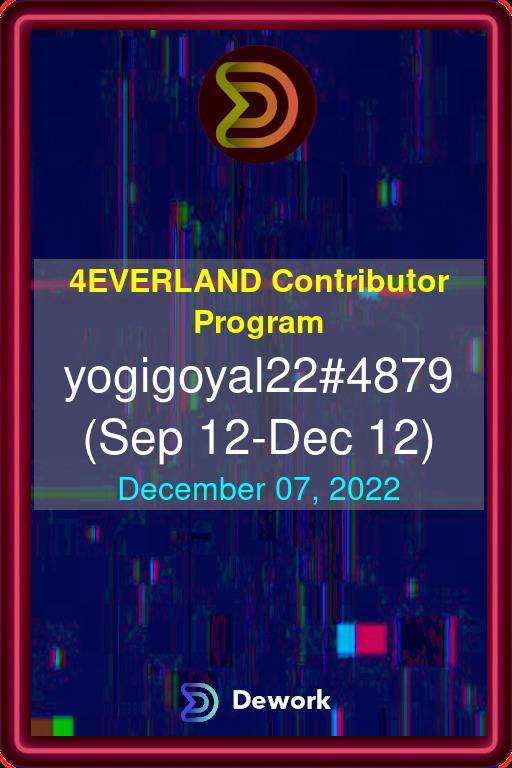 4EVERLAND Contributor
Program
yogigoyal22#4879
(Sep 12-Dec 12)
December 07, 2022
Dework